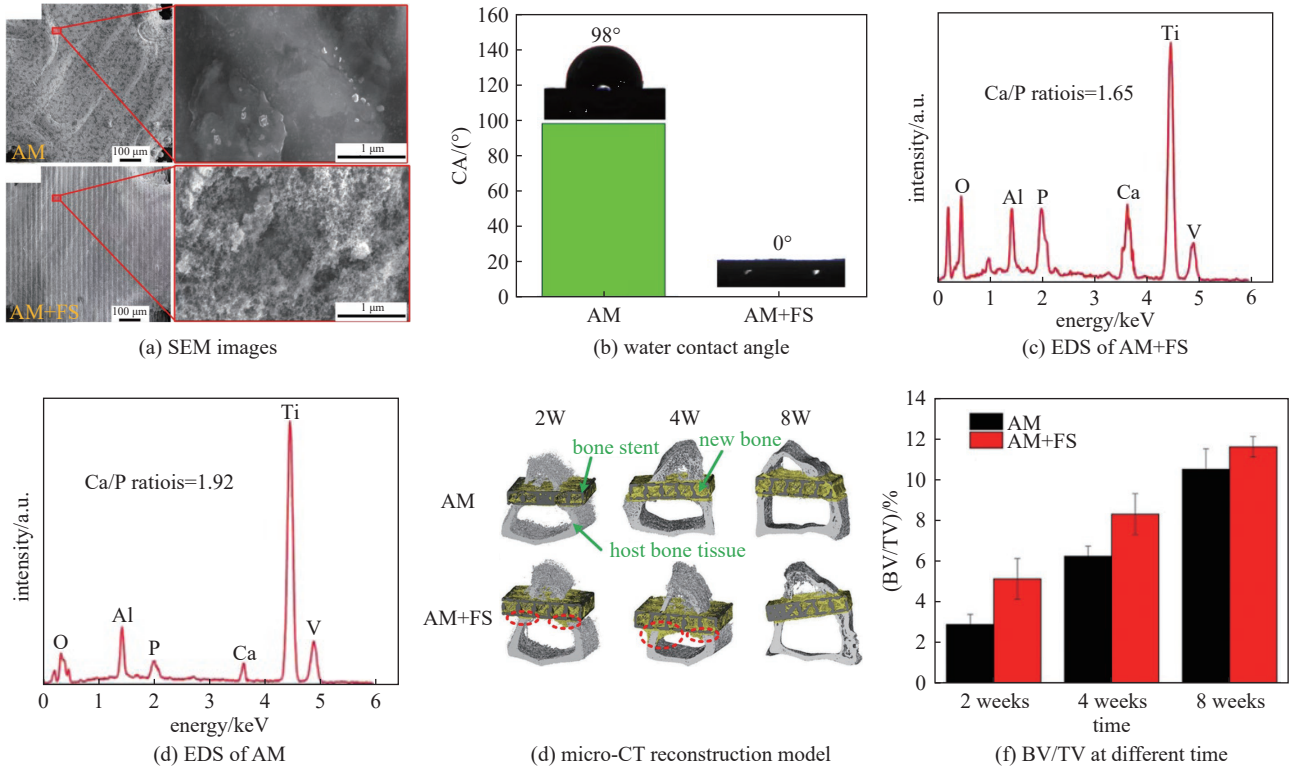 AM
100 μm
1 μm
AM+FS
100 μm
1 μm
(a) SEM images
CA/(°)
160
140
120
100
80
60
40
20
0
98°
0°
AM
AM+FS
(b) water contact angle
intensity/a.u.
Ca/P ratiois=1.65
O
Al
P
Ca
Ti
V
0
1
2
3
4
5
6
energy/keV
(c) EDS of AM+FS
intensity/a.u.
Ca/P ratiois=1.92
O
Al
P
Ca
Ti
V
0
1
2
3
4
5
6
energy/keV
(d) EDS of AM
2W
4W
8W
bone stent
new bone
AM
host bone tissue
AM+FS
(d) micro-CT reconstruction model
(BV/TV)/%
14
12
10
8
6
4
2
0
AM
AM+FS
2 weeks
4 weeks
8 weeks
time
(f) BV/TV at different time